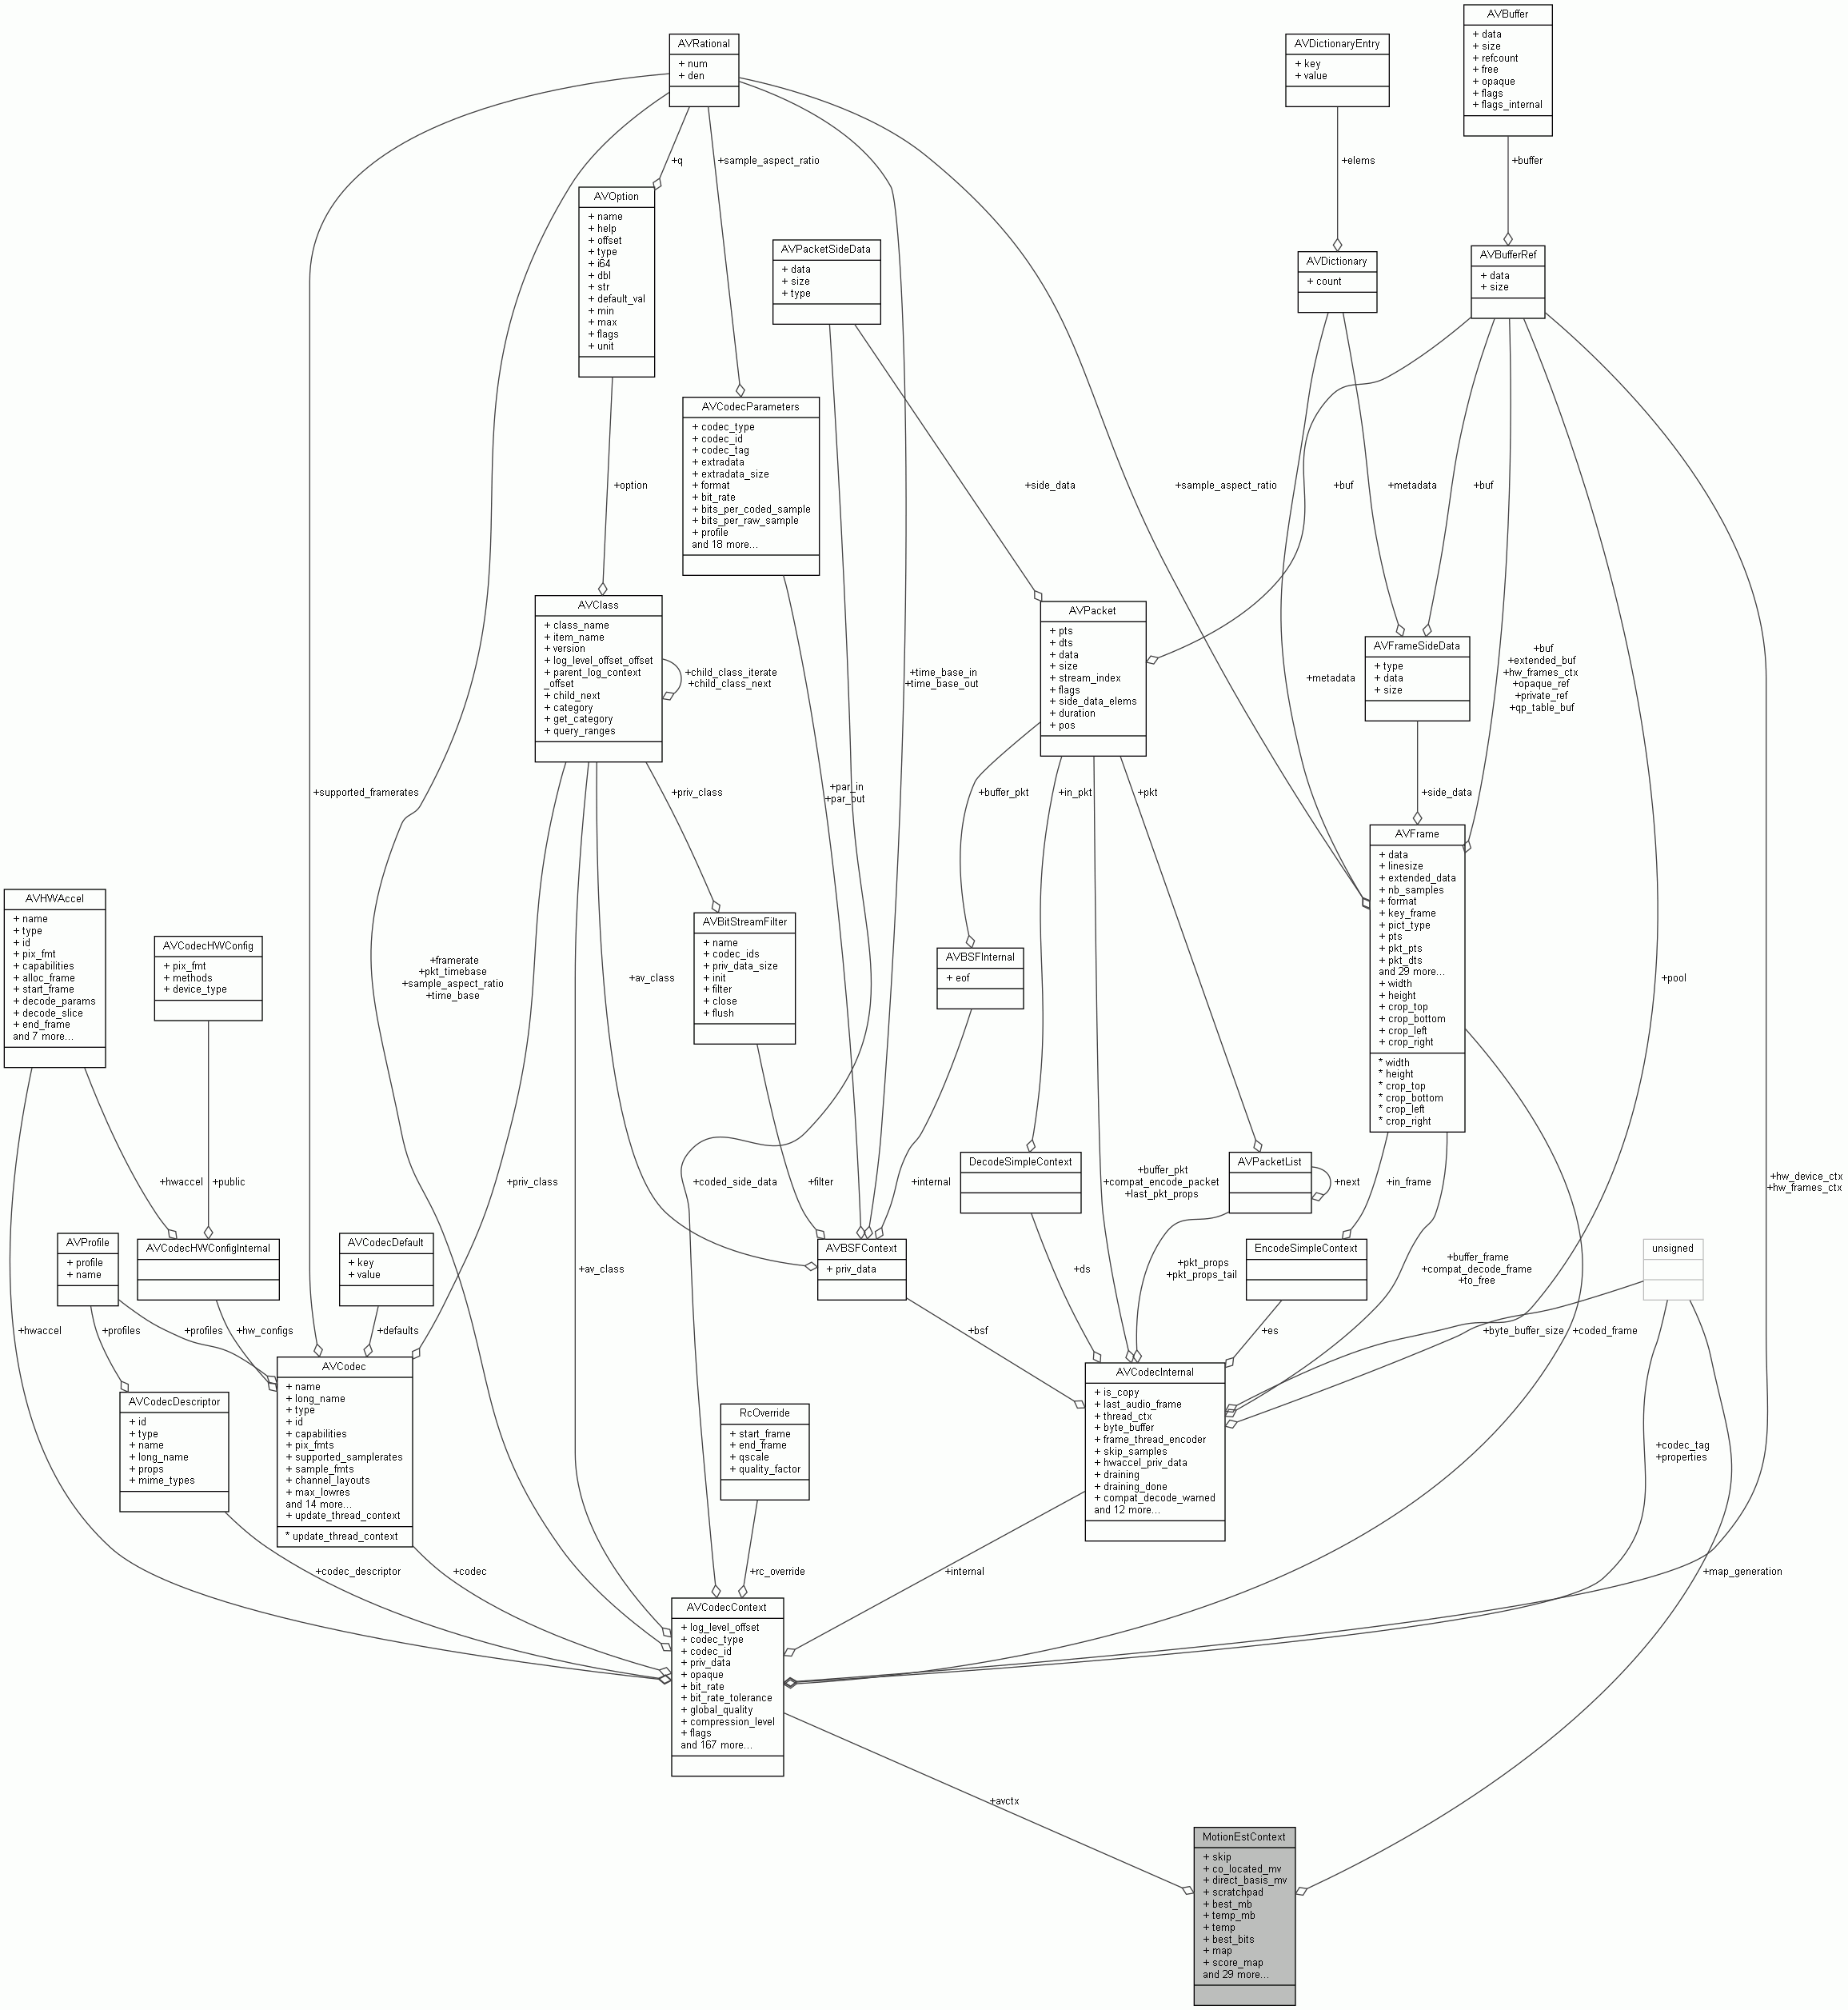 AVBuffer
+ data
+ size
+ refcount
+ free
+ opaque
+ flags
+ flags_internal
AVRational
+ num
+ den
AVDictionaryEntry
+ key
+ value
+q
+sample_aspect_ratio
+elems
+buffer
AVOption
+ name
+ help
+ offset
+ type
+ i64
+ dbl
+ str
+ default_val
+ min
+ max
+ flags
+ unit
AVPacketSideData
+ data
+ size
+ type
AVDictionary
+ count
AVBufferRef
+ data
+ size
AVCodecParameters
+ codec_type
+ codec_id
+ codec_tag
+ extradata
+ extradata_size
+ format
+ bit_rate
+ bits_per_coded_sample
+ bits_per_raw_sample
+ profile
and 18 more...
+option
+side_data
+sample_aspect_ratio
+buf
+metadata
+buf
AVClass
+ class_name
+ item_name
+ version
+ log_level_offset_offset
+ parent_log_context
_offset
+ child_next
+ category
+ get_category
+ query_ranges
+child_class_iterate
+child_class_next
+time_base_in
+time_base_out
AVPacket
+ pts
+ dts
+ data
+ size
+ stream_index
+ flags
+ side_data_elems
+ duration
+ pos
+metadata
AVFrameSideData
+ type
+ data
+ size
+buf
+extended_buf
+hw_frames_ctx
+opaque_ref
+private_ref
+qp_table_buf
+supported_framerates
+priv_class
+par_in
+par_out
+buffer_pkt
+in_pkt
+pkt
+side_data
AVFrame
+ data
+ linesize
+ extended_data
+ nb_samples
+ format
+ key_frame
+ pict_type
+ pts
+ pkt_pts
+ pkt_dts
and 29 more...
+ width
+ height
+ crop_top
+ crop_bottom
+ crop_left
+ crop_right
* width
* height
* crop_top
* crop_bottom
* crop_left
* crop_right
AVHWAccel
+ name
+ type
+ id
+ pix_fmt
+ capabilities
+ alloc_frame
+ start_frame
+ decode_params
+ decode_slice
+ end_frame
and 7 more...
AVCodecHWConfig
+ pix_fmt
+ methods
+ device_type
+framerate
+pkt_timebase
+sample_aspect_ratio
+time_base
+av_class
AVBitStreamFilter
+ name
+ codec_ids
+ priv_data_size
+ init
+ filter
+ close
+ flush
AVBSFInternal
+ eof
+pool
+hwaccel
+public
+priv_class
+coded_side_data
+filter
+internal
DecodeSimpleContext
+buffer_pkt
+compat_encode_packet
+last_pkt_props
AVPacketList
+next
+in_frame
+hw_device_ctx
+hw_frames_ctx
AVProfile
+ profile
+ name
AVCodecHWConfigInternal
AVCodecDefault
+ key
+ value
+av_class
AVBSFContext
+ priv_data
+ds
+pkt_props
+pkt_props_tail
EncodeSimpleContext
+buffer_frame
+compat_decode_frame
+to_free
unsigned
+hwaccel
+profiles
+profiles
+hw_configs
+defaults
+bsf
+es
+byte_buffer_size
+coded_frame
AVCodecDescriptor
+ id
+ type
+ name
+ long_name
+ props
+ mime_types
AVCodec
+ name
+ long_name
+ type
+ id
+ capabilities
+ pix_fmts
+ supported_samplerates
+ sample_fmts
+ channel_layouts
+ max_lowres
and 14 more...
+ update_thread_context
* update_thread_context
RcOverride
+ start_frame
+ end_frame
+ qscale
+ quality_factor
AVCodecInternal
+ is_copy
+ last_audio_frame
+ thread_ctx
+ byte_buffer
+ frame_thread_encoder
+ skip_samples
+ hwaccel_priv_data
+ draining
+ draining_done
+ compat_decode_warned
and 12 more...
+codec_tag
+properties
+codec_descriptor
+codec
+rc_override
+internal
+map_generation
AVCodecContext
+ log_level_offset
+ codec_type
+ codec_id
+ priv_data
+ opaque
+ bit_rate
+ bit_rate_tolerance
+ global_quality
+ compression_level
+ flags
and 167 more...
+avctx
MotionEstContext
+ skip
+ co_located_mv
+ direct_basis_mv
+ scratchpad
+ best_mb
+ temp_mb
+ temp
+ best_bits
+ map
+ score_map
and 29 more...